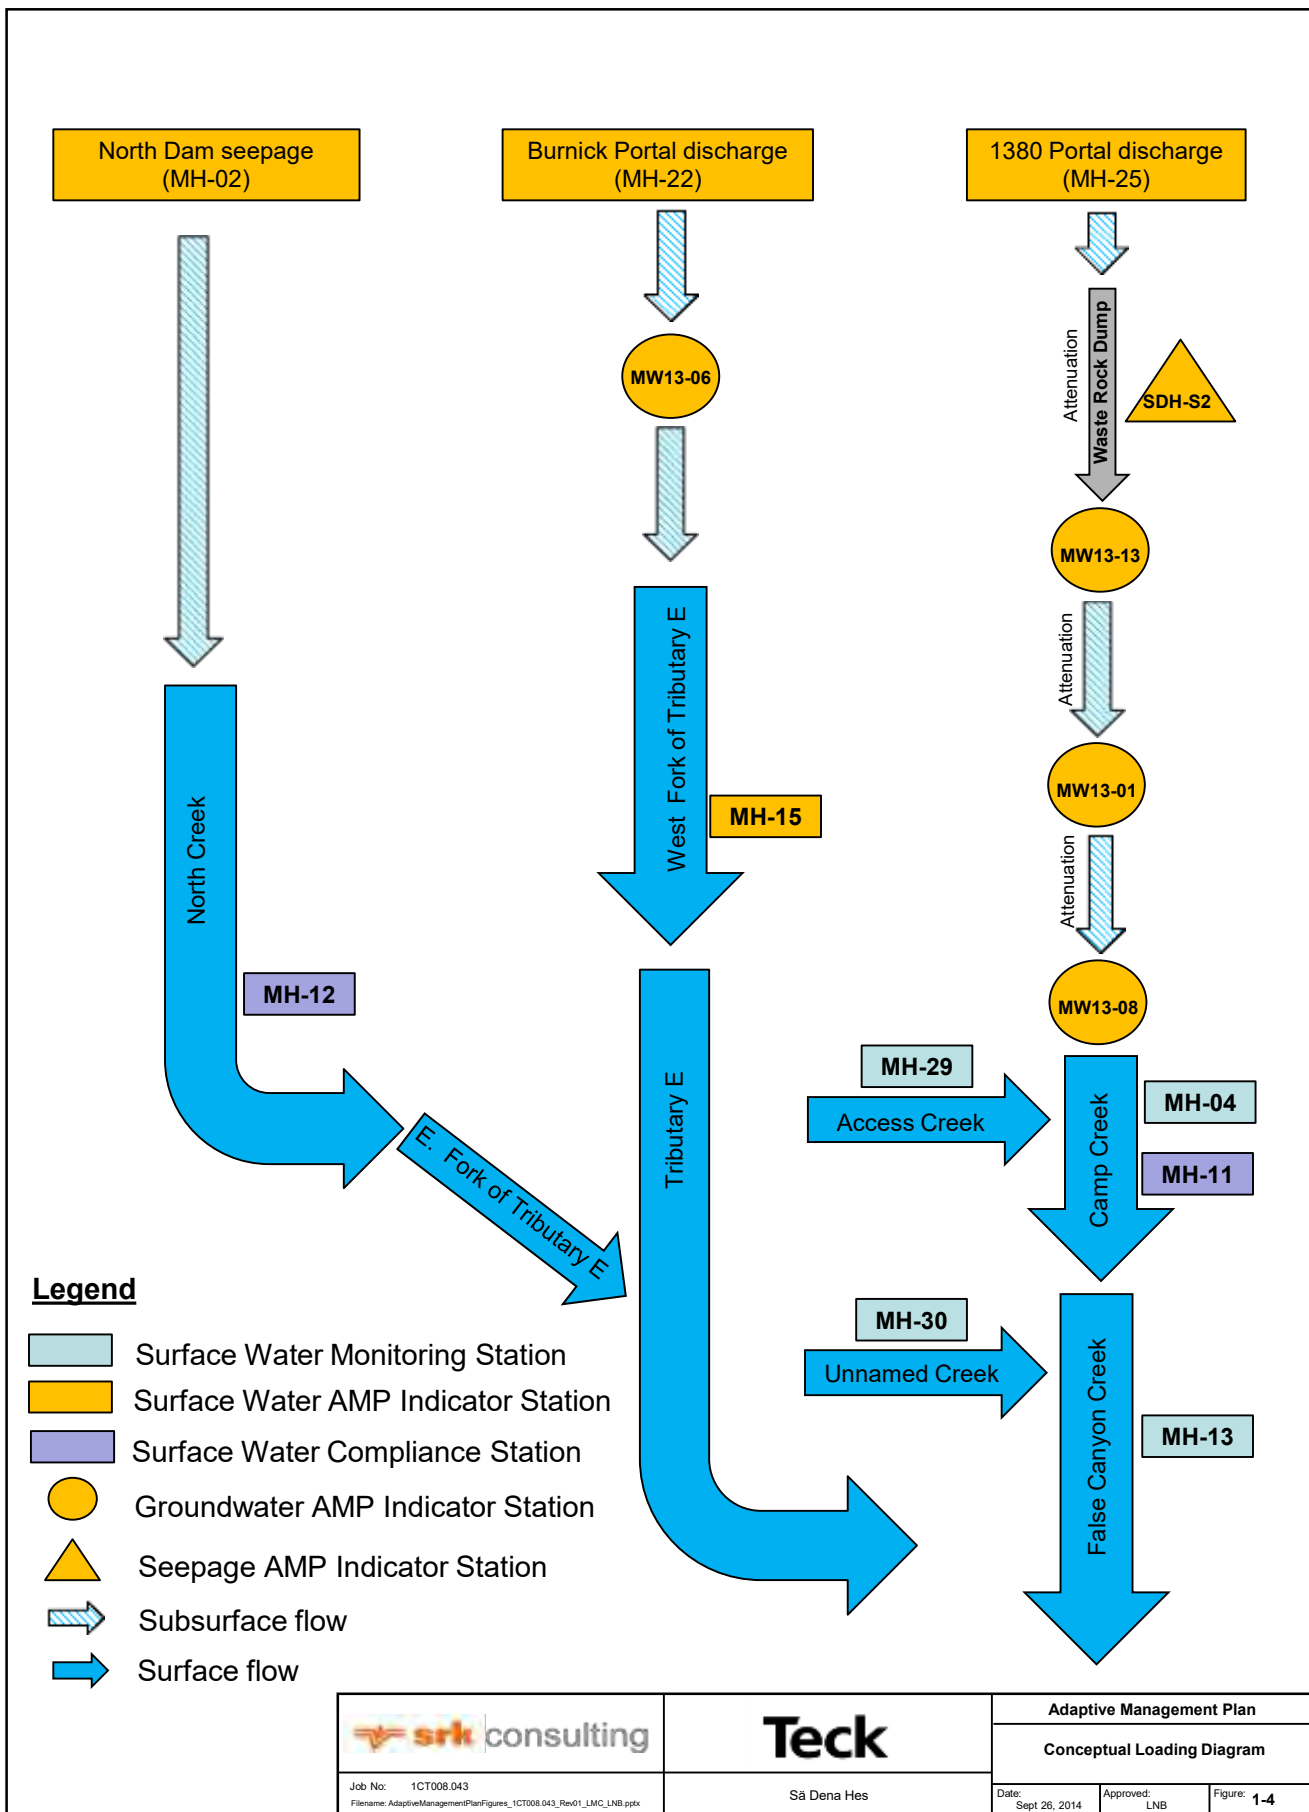 North Dam seepage
(MH-02)
Burnick Portal discharge
(MH-22)
1380 Portal discharge
(MH-25)
Attenuation
Waste Rock Dump
SDH-S2
MW13-06
MW13-13
Attenuation
MW13-01
Attenuation
MW13-08
North Creek
MH-12
E. Fork of Tributary E
West Fork of Tributary E
MH-15
Tributary E
MH-29
Access Creek
MH-04
MH-11
Camp Creek
MH-30
Unnamed Creek
MH-13
False Canyon Creek
Legend
Surface Water Monitoring Station
Surface Water AMP Indicator Station
Surface Water Compliance Station
Groundwater AMP Indicator Station
Seepage AMP Indicator Station
Subsurface flow
Surface flow
srk consulting
Job No: 1CT008.043
Filename: AdaptiveManagementPlanFigures_1CT008.043_Rev01_LMC_LNB.pptx
Teck
Sä Dena Hes
Adaptive Management Plan
Conceptual Loading Diagram
Date: Sept 26, 2014
Approved: LNB
Figure: 1-4